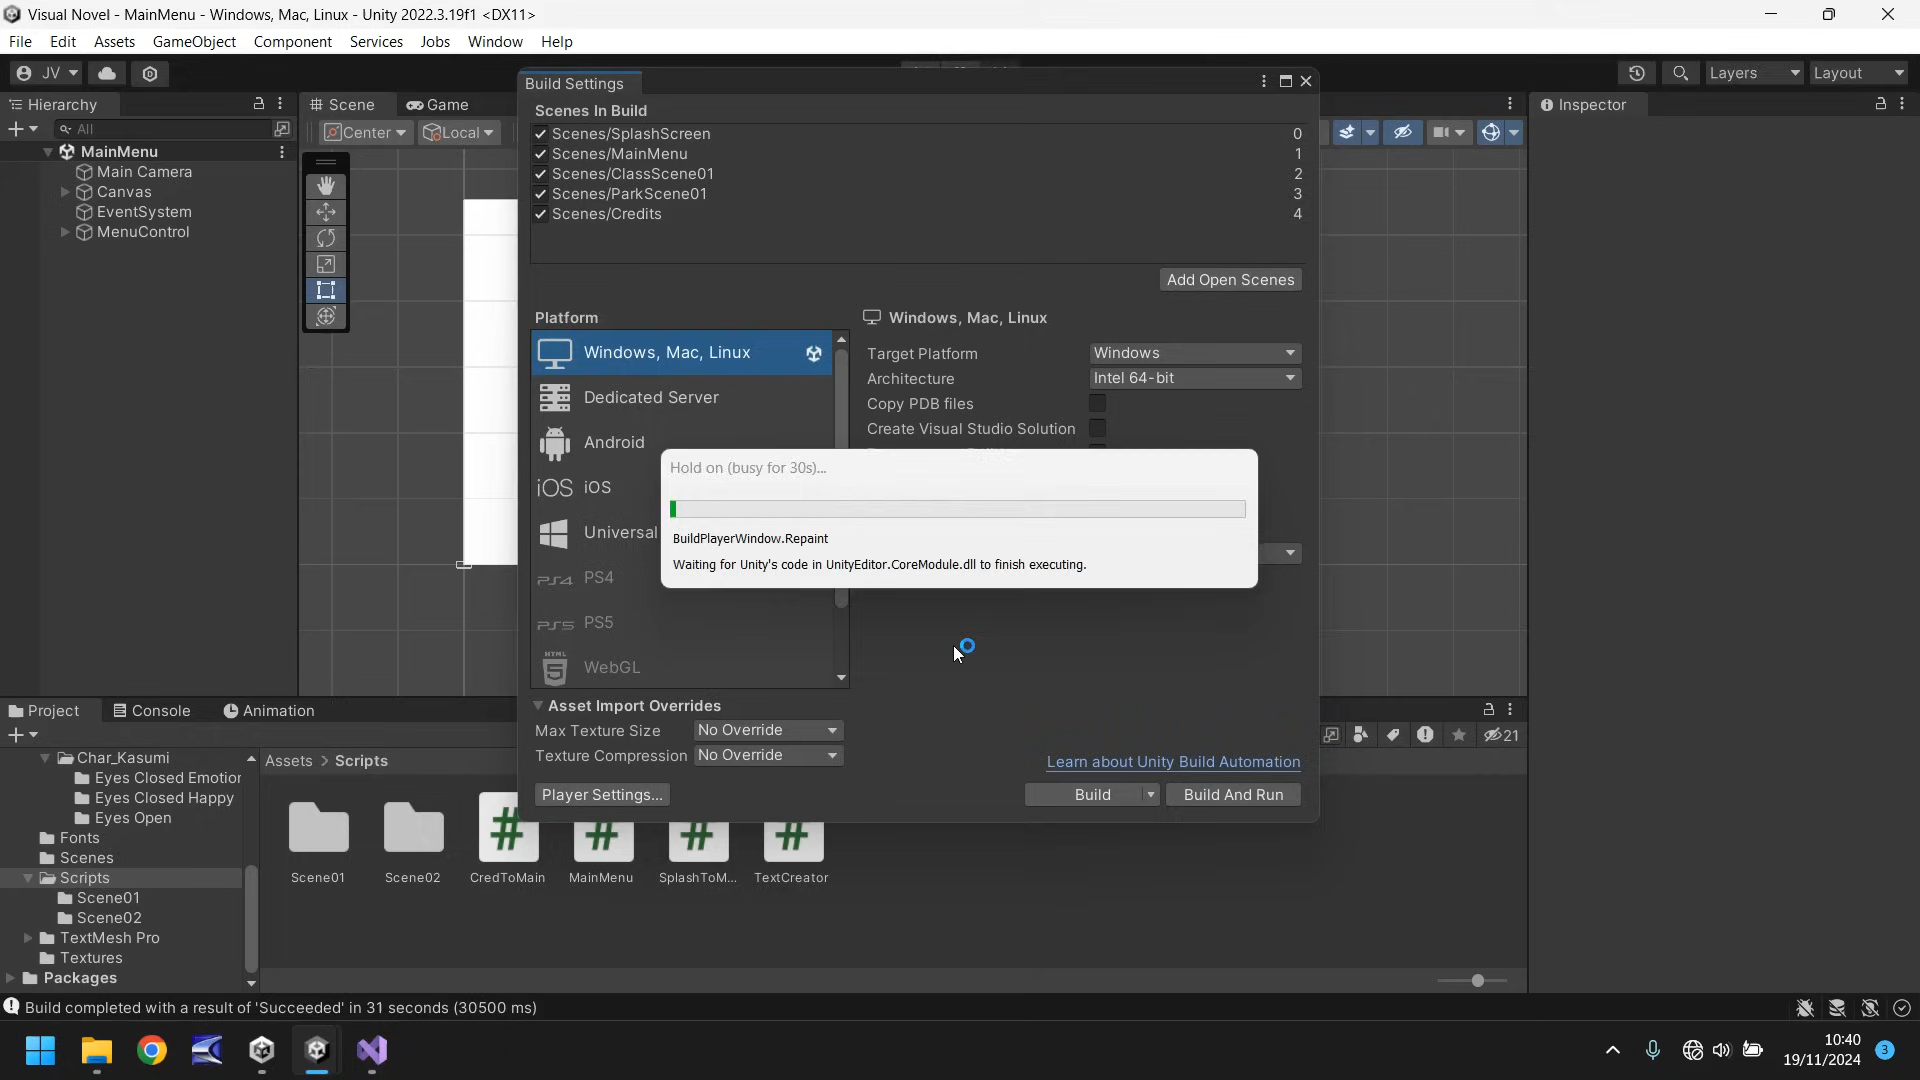 Visual Novel - MainMenu - Windows, Mac, Linux - Unity 2022.3.19f1 <DX11>
File Edit Assets GameObject Component Services Jobs Window Help
JV
Layers
Layout
Hierarchy
All
MainMenu
Main Camera
Canvas
EventSystem
MenuControl
Scene
Game
Center
Local
Inspector
Build Settings
Scenes In Build
Scenes/SplashScreen 0
Scenes/MainMenu 1
Scenes/ClassScene01 2
Scenes/ParkScene01 3
Scenes/Credits 4
Add Open Scenes
Platform
Windows, Mac, Linux
Dedicated Server
Android
iOS iOS
Universal
PS4 PS4
PS5 PS5
HTML 5 WebGL
Windows, Mac, Linux
Target Platform Windows
Architecture Intel 64-bit
Copy PDB files
Create Visual Studio Solution
Hold on (busy for 30s)...
BuildPlayerWindow.Repaint
Waiting for Unity's code in UnityEditor.CoreModule.dll to finish executing.
Asset Import Overrides
Max Texture Size No Override
Texture Compression No Override
Learn about Unity Build Automation
Player Settings...
Build
Build And Run
Project
Console
Animation
21
Char_Kasumi
Eyes Closed Emotior
Eyes Closed Happy
Eyes Open
Fonts
Scenes
Scripts
Scene01
Scene02
TextMesh Pro
Textures
Packages
Assets > Scripts
Scene01
Scene02
CredToMain
MainMenu
SplashToM...
TextCreator
Build completed with a result of 'Succeeded' in 31 seconds (30500 ms)
10:40
19/11/2024
3